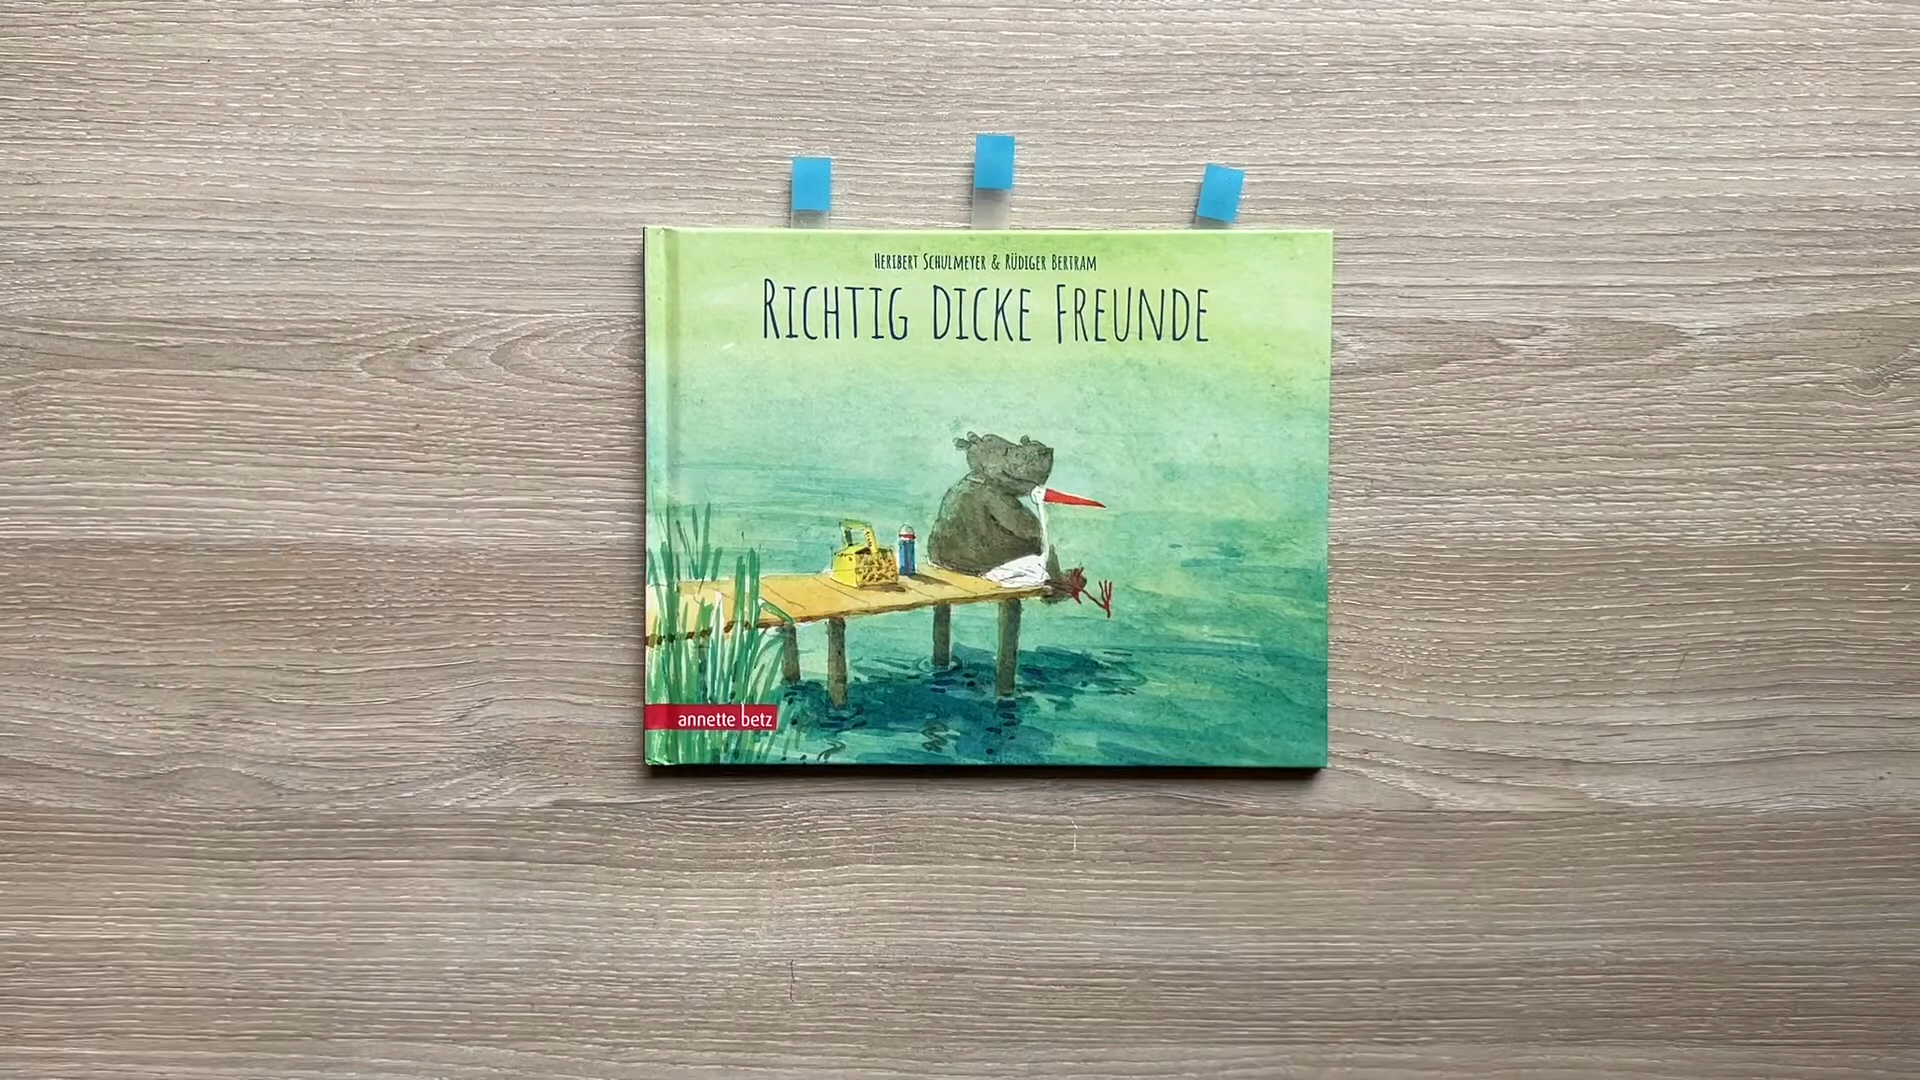 Heribert Schulmeyer & Rüdiger Bertram
Richtig dicke Freunde
annette betz